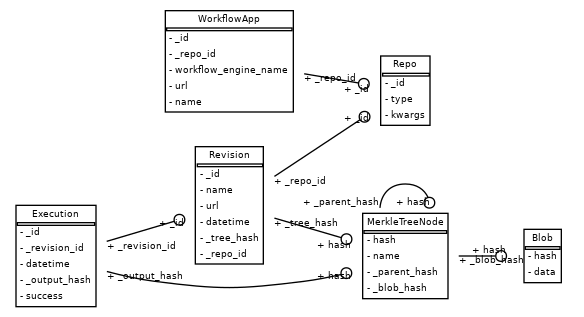 WorkflowApp
- _id
- _repo_id
- workflow_engine_name
- url
- name
Repo
- _id
- type
- kwargs
+ _repo_id
+ _id
+ _id
+ _repo_id
Revision
- _id
- name
- url
- datetime
- _tree_hash
- _repo_id
Execution
- _id
- _revision_id
- datetime
- _output_hash
- success
+ _id
+ _revision_id
+ _output_hash
+ hash
+ _tree_hash
+ hash
+ _parent_hash
+ hash
MerkleTreeNode
- hash
- name
- _parent_hash
- _blob_hash
+ hash
+ _blob_hash
Blob
- hash
- data